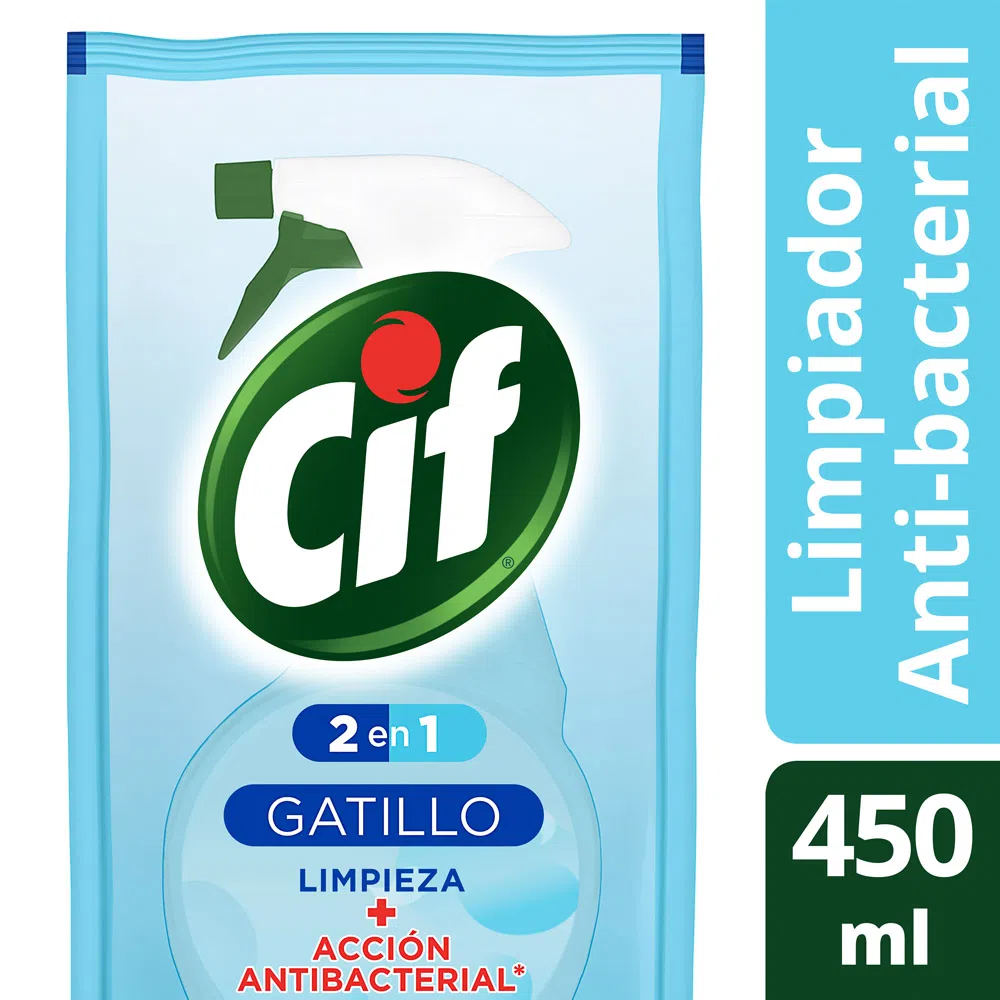 Cif
®
2 en 1
GATILLO
LIMPIEZA
+
ACCIÓN
ANTIBACTERIAL*
Limpiador
Anti-bacterial
450
ml